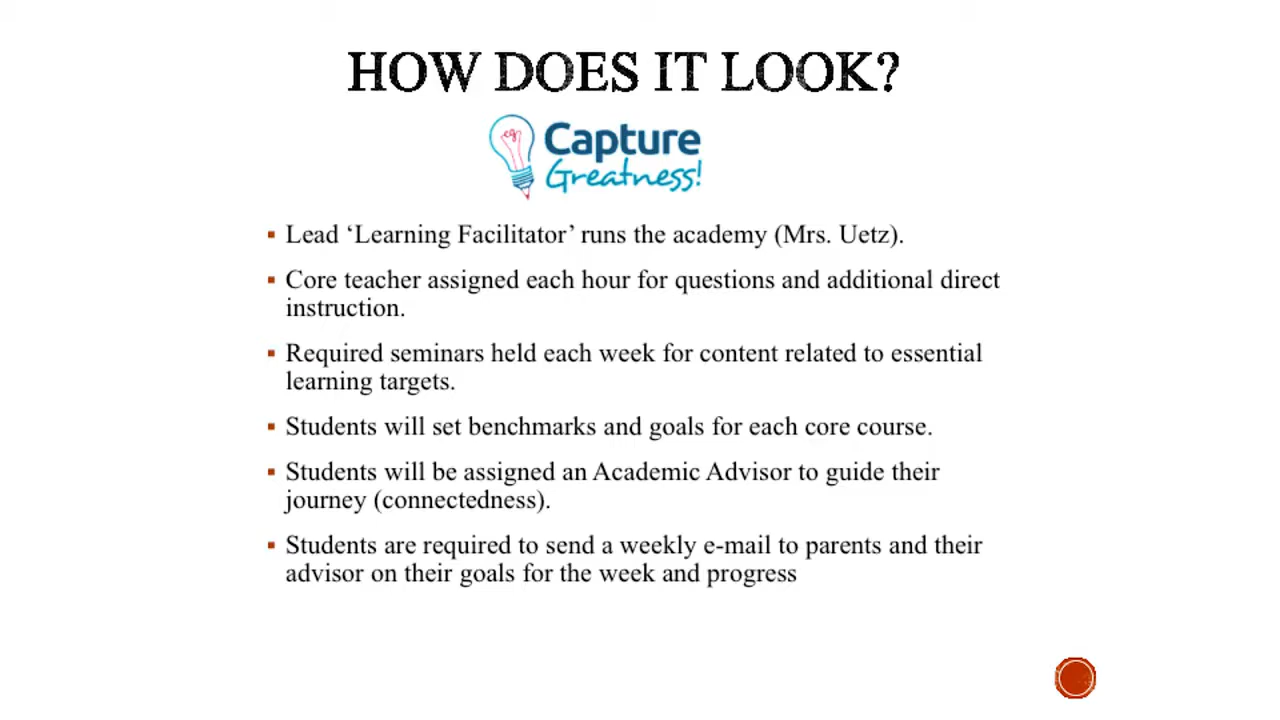 HOW DOES IT LOOK?
eg
Capture
Greatness!
Lead ‘Learning Facilitator’ runs the academy (Mrs. Uetz).
Core teacher assigned each hour for questions and additional direct
instruction.
Required seminars held each week for content related to essential
learning targets.
Students will set benchmarks and goals for each core course.
Students will be assigned an Academic Advisor to guide their
journey (connectedness).
Students are required to send a weekly e-mail to parents and their
advisor on their goals for the week and progress